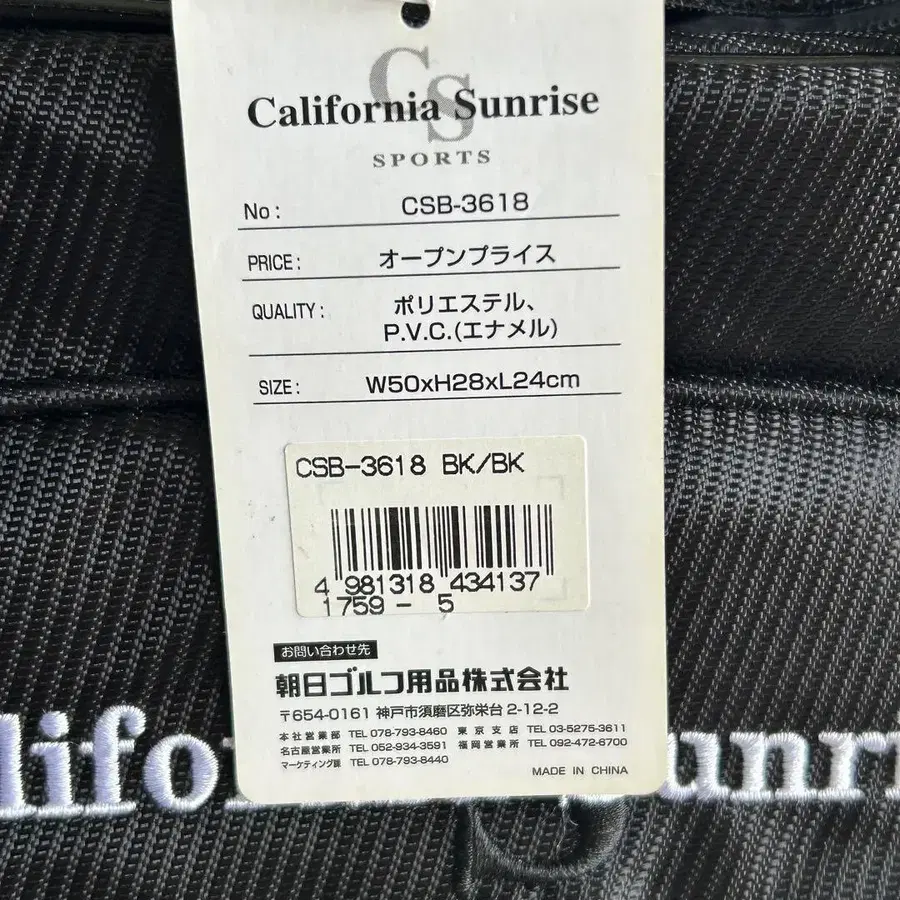 CS
California Sunrise
SPORTS
No: CSB-3618
PRICE: オープンプライス
QUALITY: ポリエステル、
P.V.C.(エナメル)
SIZE: W50xH28xL24cm
CSB-3618 BK/BK
4 981318 434137
1759 - 5
お問い合わせ先
朝日ゴルフ用品株式会社
〒654-0161 神戸市須磨区弥栄台 2-12-2
本社営業部 TEL 078-793-8460 東京支店 TEL 03-5275-3611
名古屋営業所 TEL 052-934-3591 福岡営業所 TEL 092-472-6700
マーケティング課 TEL 078-793-8440
MADE IN CHINA
lifor unri